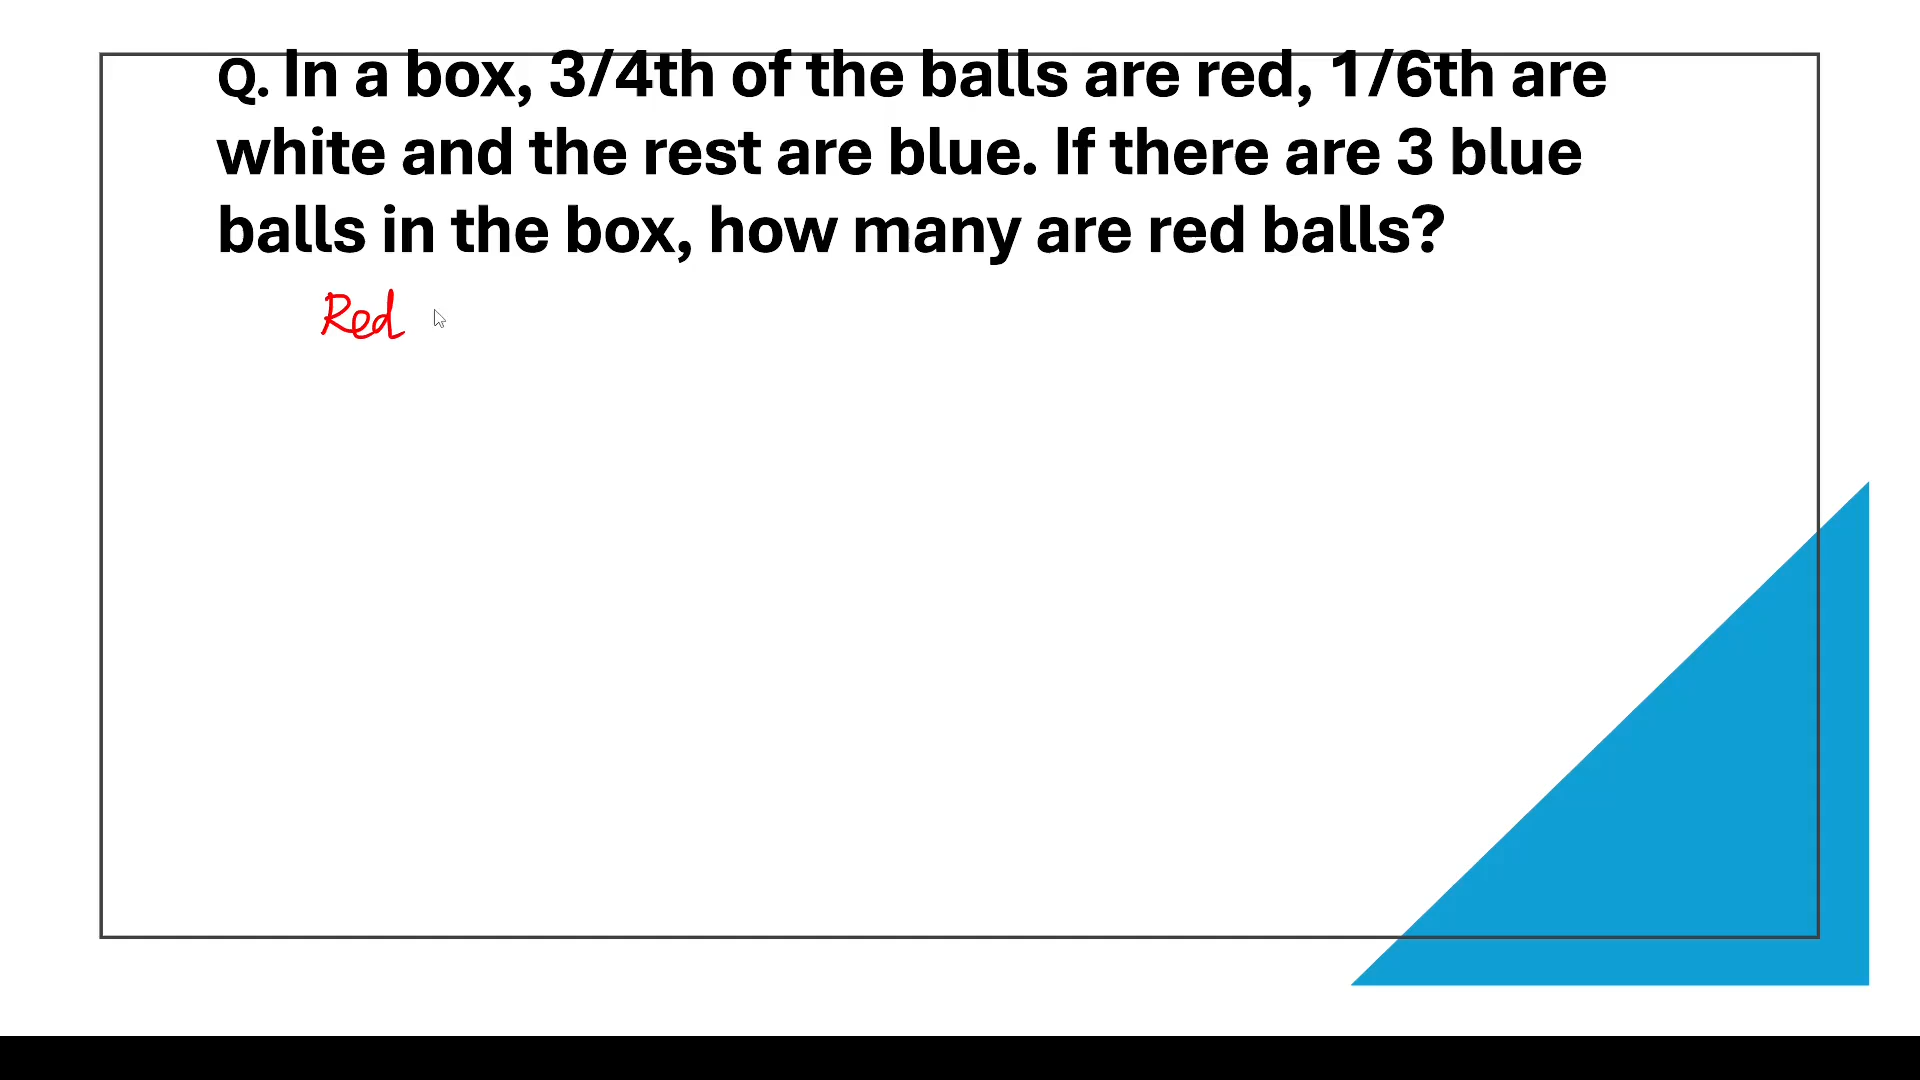 Q. In a box, 3/4th of the balls are red, 1/6th are
white and the rest are blue. If there are 3 blue
balls in the box, how many are red balls?
Red